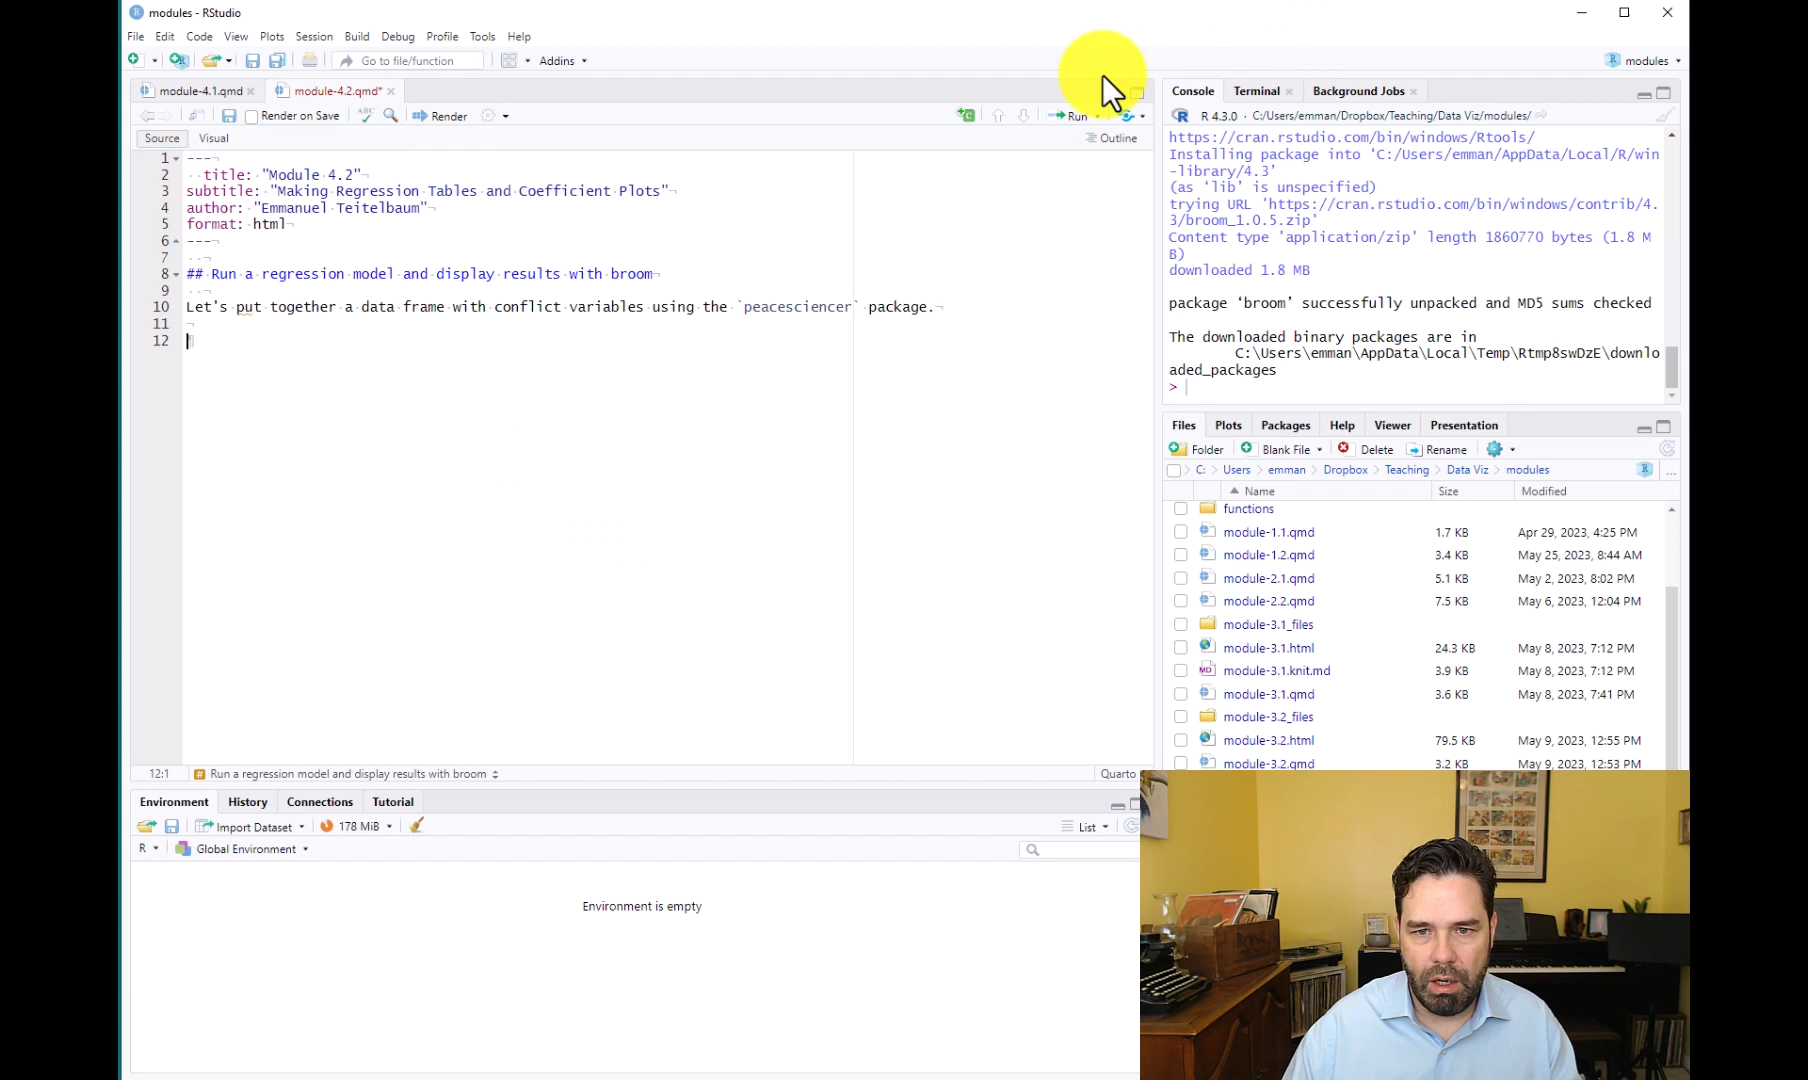 modules - RStudio
File Edit Code View Plots Session Build Debug Profile Tools Help
Go to file/function Addins modules
module-4.1.qmd module-4.2.qmd*
Render on Save ABC Render Run
Source Visual Outline
1 ---
2 title: "Module 4.2"
3 subtitle: "Making Regression Tables and Coefficient Plots"
4 author: "Emmanuel Teitelbaum"
5 format: html
6 ---
7
8 ## Run a regression model and display results with broom
9
10 Let's put together a data frame with conflict variables using the `peacesciencer` package.
11
12
12:1 Run a regression model and display results with broom Quarto
Environment History Connections Tutorial
Import Dataset 178 MiB List
R Global Environment
Environment is empty
Console Terminal Background Jobs
R 4.3.0 · C:/Users/emman/Dropbox/Teaching/Data Viz/modules/
https://cran.rstudio.com/bin/windows/Rtools/
Installing package into ‘C:/Users/emman/AppData/Local/R/win
-library/4.3’
(as ‘lib’ is unspecified)
trying URL 'https://cran.rstudio.com/bin/windows/contrib/4.
3/broom_1.0.5.zip'
Content type 'application/zip' length 1860770 bytes (1.8 M
B)
downloaded 1.8 MB
package ‘broom’ successfully unpacked and MD5 sums checked
The downloaded binary packages are in
C:\Users\emman\AppData\Local\Temp\Rtmp8swDzE\downlo
aded_packages
>
Files Plots Packages Help Viewer Presentation
Folder Blank File Delete Rename
C: Users emman Dropbox Teaching Data Viz modules ...
Name Size Modified
functions
module-1.1.qmd 1.7 KB Apr 29, 2023, 4:25 PM
module-1.2.qmd 3.4 KB May 25, 2023, 8:44 AM
module-2.1.qmd 5.1 KB May 2, 2023, 8:02 PM
module-2.2.qmd 7.5 KB May 6, 2023, 12:04 PM
module-3.1_files
module-3.1.html 24.3 KB May 8, 2023, 7:12 PM
MD module-3.1.knit.md 3.9 KB May 8, 2023, 7:12 PM
module-3.1.qmd 3.6 KB May 8, 2023, 7:41 PM
module-3.2_files
module-3.2.html 79.5 KB May 9, 2023, 12:55 PM
module-3.2.qmd 3.2 KB May 9, 2023, 12:53 PM